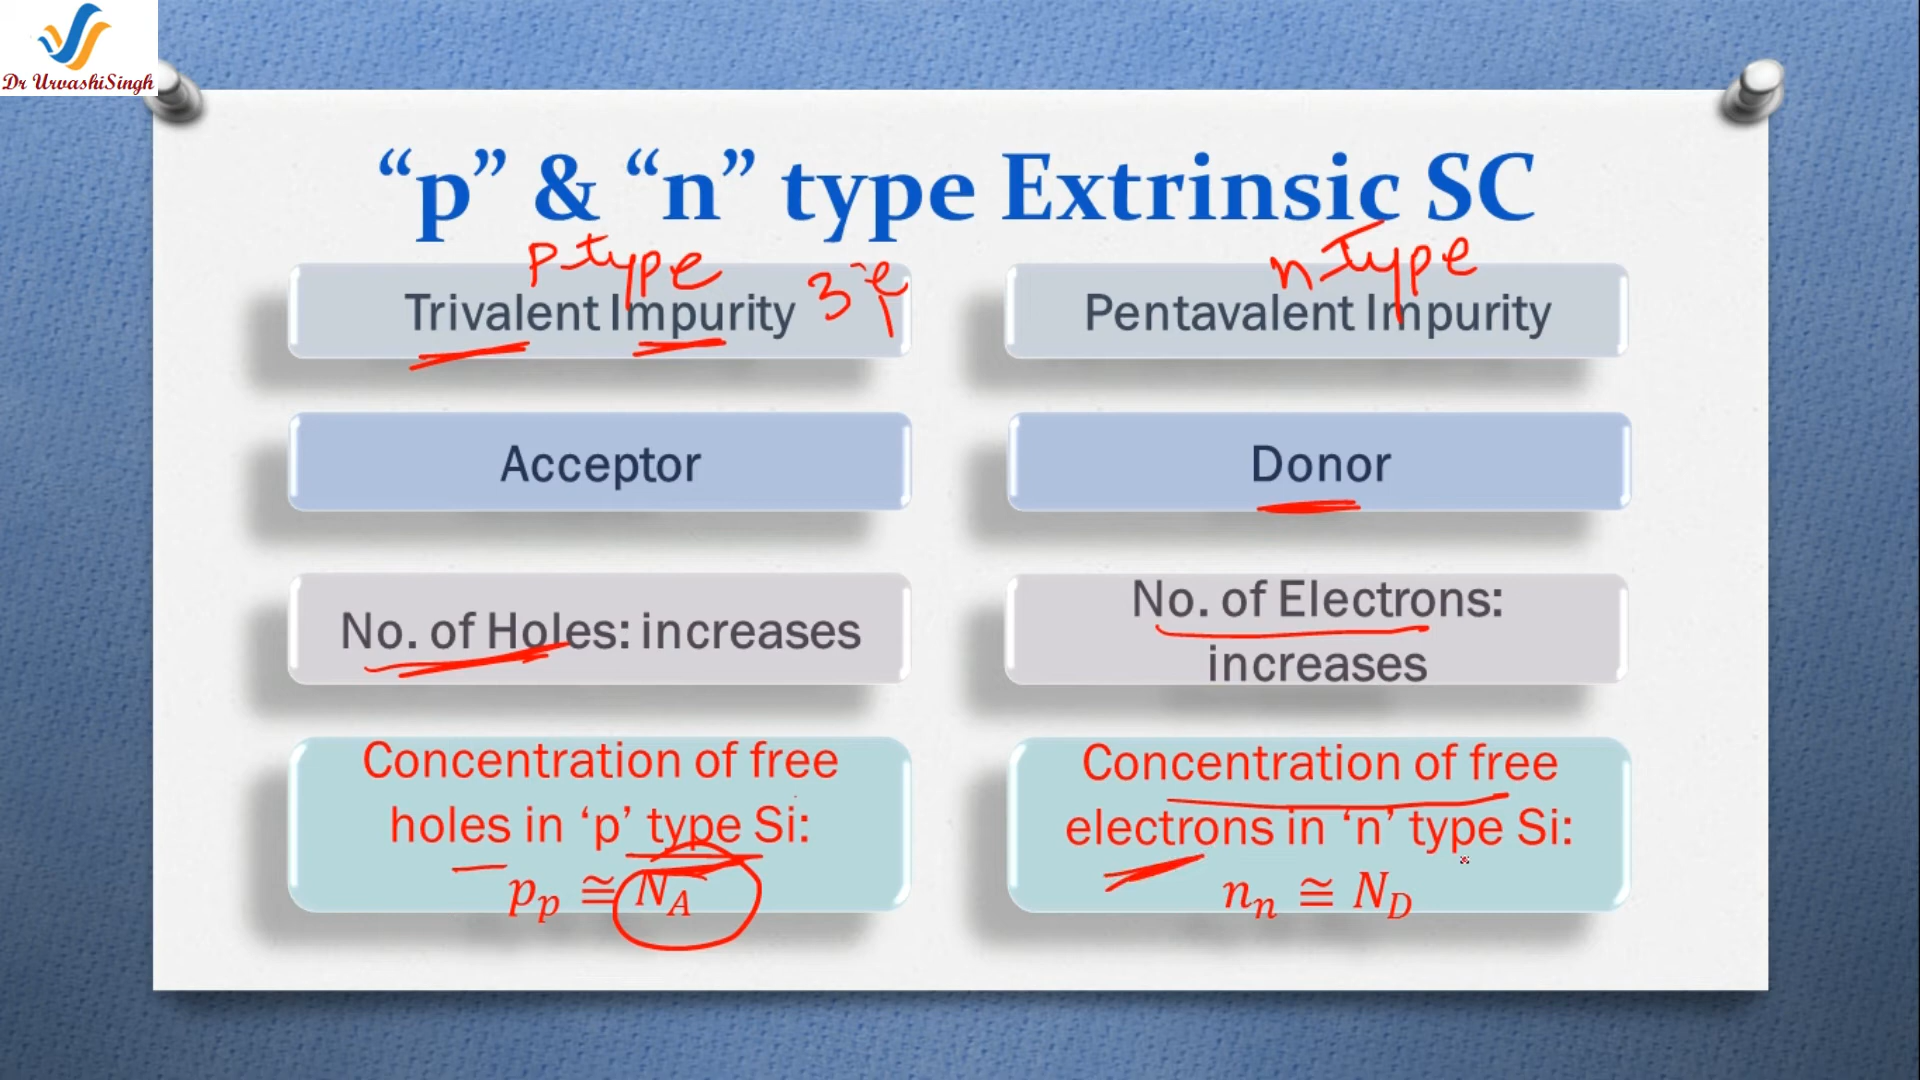 Dr UrvashiSingh
“p” & “n” type Extrinsic SC
p type
Trivalent Impurity
3 e
Acceptor
No. of Holes: increases
Concentration of free
holes in ‘p’ type Si:
pₚ ≅ N_A
n Type
Pentavalent Impurity
Donor
No. of Electrons:
increases
Concentration of free
electrons in ‘n’ type Si:
nₙ ≅ N_D